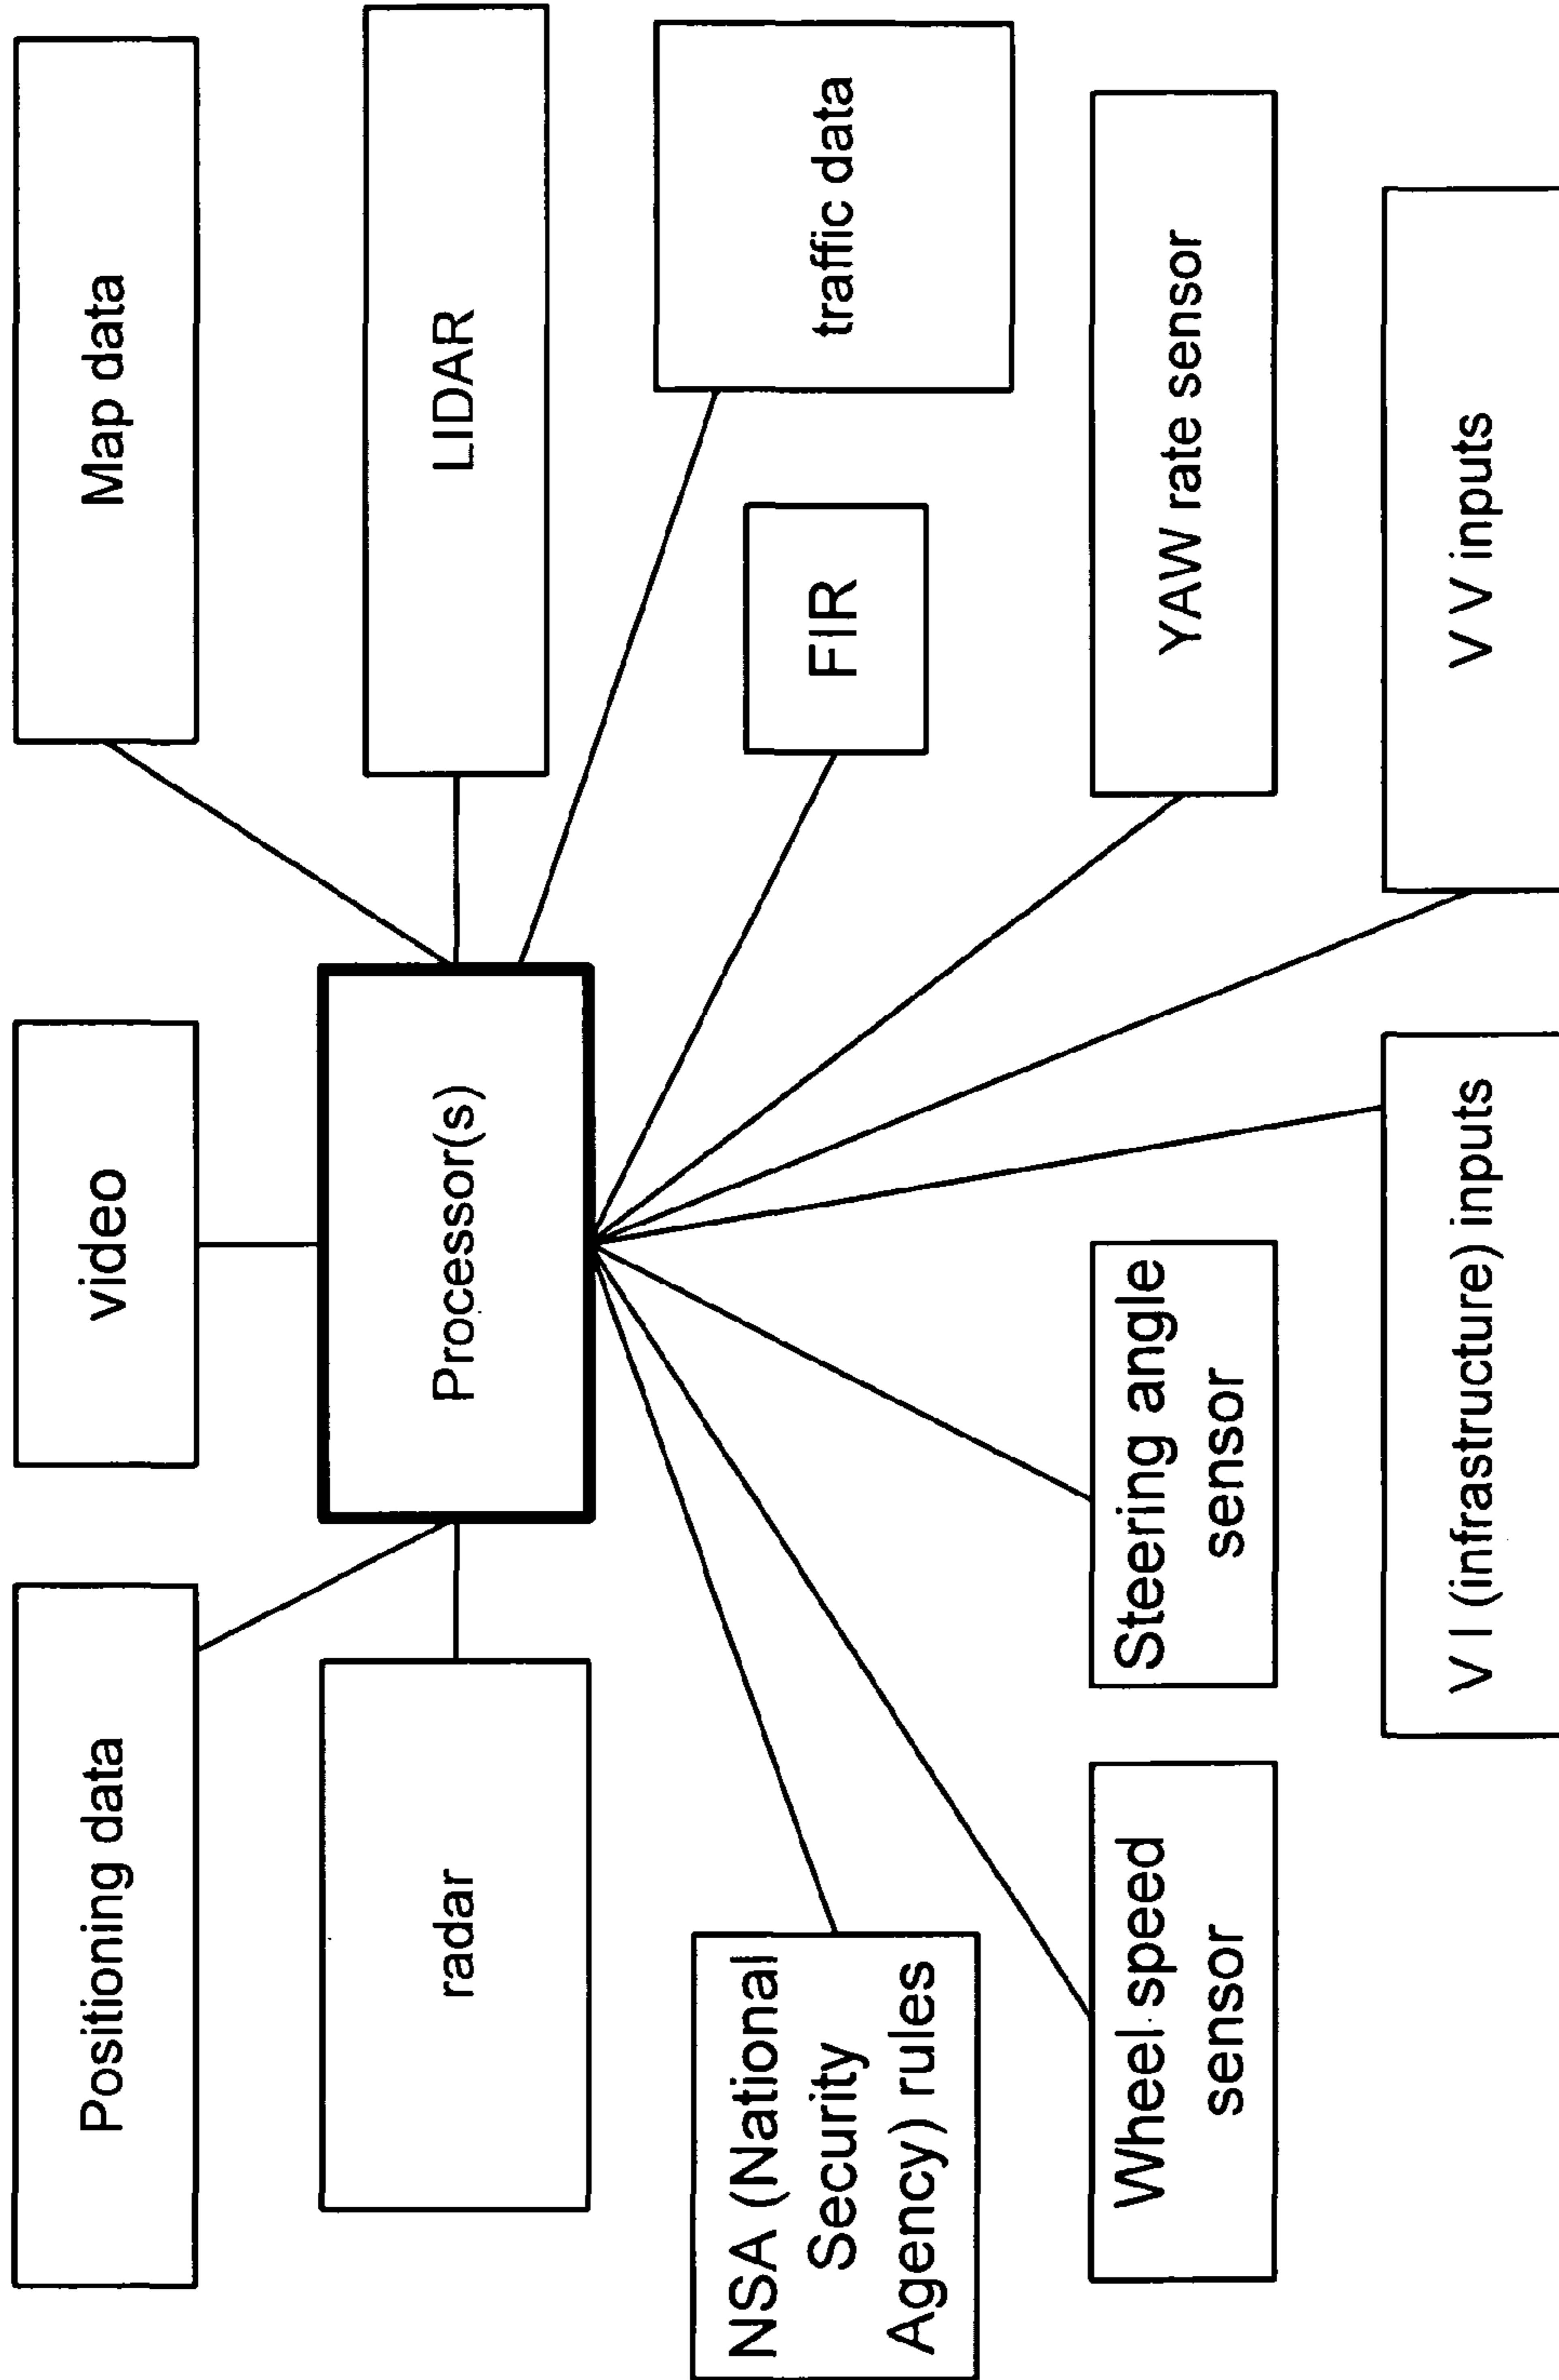 Positioning data
video
Map data
radar
Processor(s)
LIDAR
NSA (National
Security
Agency) rules
FIR
traffic data
Wheel speed
sensor
Steering angle
sensor
YAW rate sensor
V I (infrastructure) inputs
V V inputs